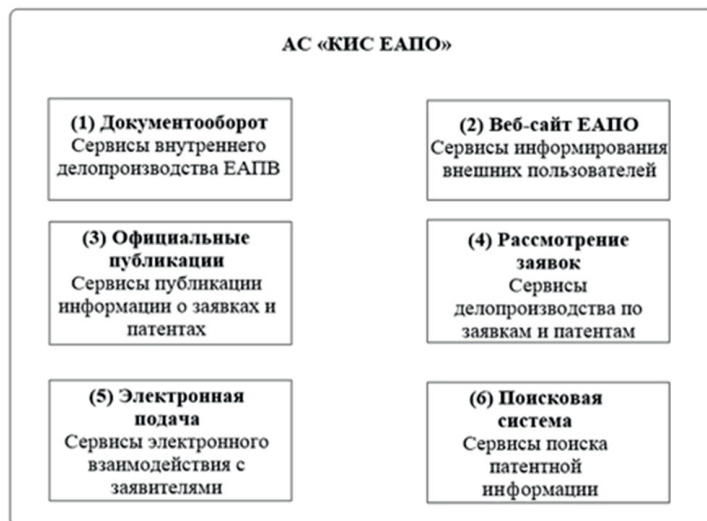 АС «КИС ЕАПО»
(1) Документооборот
Сервисы внутреннего
делопроизводства ЕАПВ
(2) Веб-сайт ЕАПО
Сервисы информирования
внешних пользователей
(3) Официальные
публикации
Сервисы публикации
информации о заявках и
патентах
(4) Рассмотрение
заявок
Сервисы
делопроизводства по
заявкам и патентам
(5) Электронная
подача
Сервисы электронного
взаимодействия с
заявителями
(6) Поисковая
система
Сервисы поиска
патентной
информации